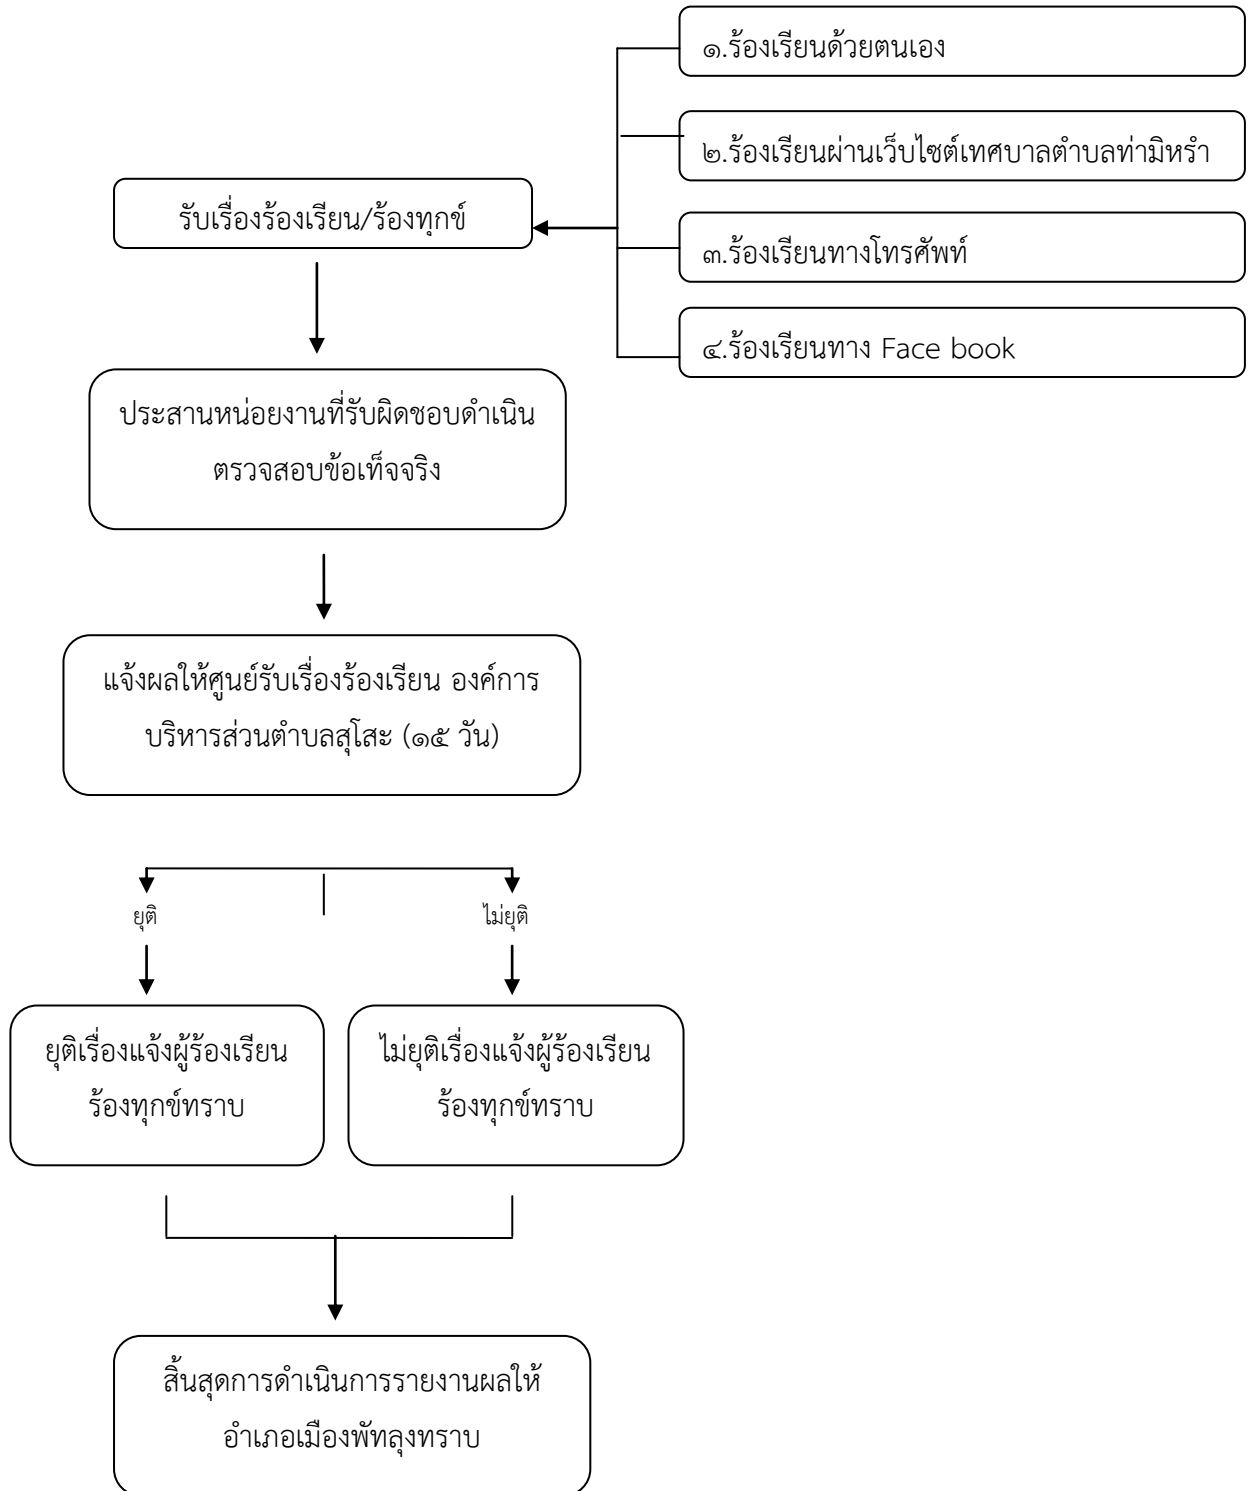 ๑.ร้องเรียนด้วยตนเอง
๒.ร้องเรียนผ่านเว็บไซต์เทศบาลตำบลท่ามิหรำ
รับเรื่องร้องเรียน/ร้องทุกข์
๓.ร้องเรียนทางโทรศัพท์
๔.ร้องเรียนทาง Face book
ประสานหน่อยงานที่รับผิดชอบดำเนิน
ตรวจสอบข้อเท็จจริง
แจ้งผลให้ศูนย์รับเรื่องร้องเรียน องค์การ
บริหารส่วนตำบลสุโสะ (๑๕ วัน)
ยุติ
ไม่ยุติ
ยุติเรื่องแจ้งผู้ร้องเรียน
ร้องทุกข์ทราบ
ไม่ยุติเรื่องแจ้งผู้ร้องเรียน
ร้องทุกข์ทราบ
สิ้นสุดการดำเนินการรายงานผลให้
อำเภอเมืองพัทลุงทราบ